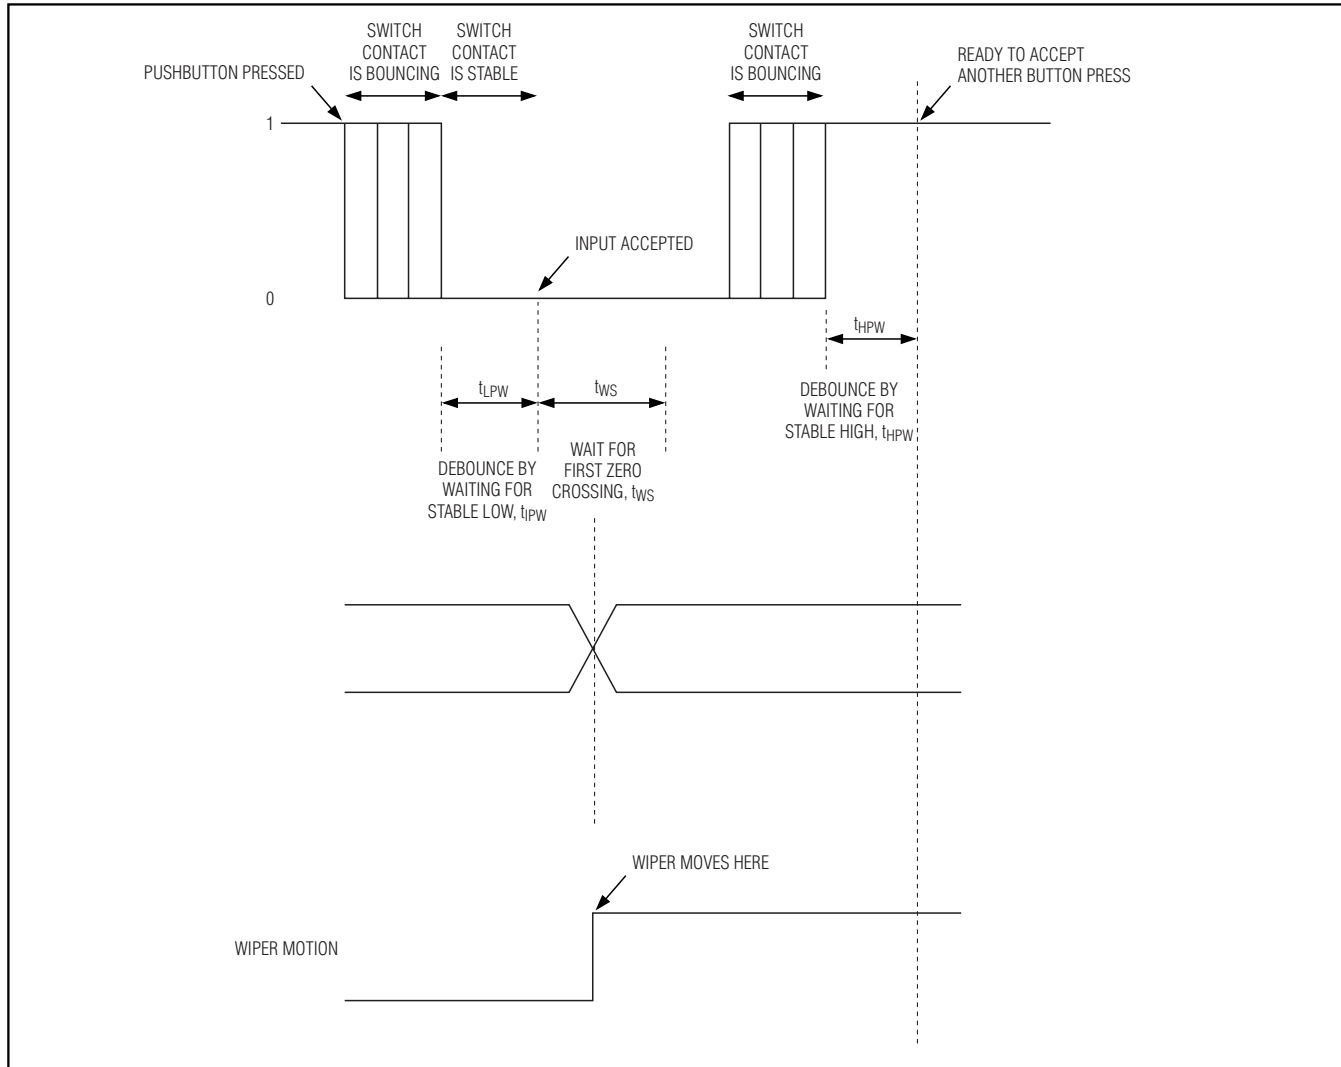 SWITCH
CONTACT
IS BOUNCING
SWITCH
CONTACT
IS STABLE
SWITCH
CONTACT
IS BOUNCING
PUSHBUTTON PRESSED
READY TO ACCEPT
ANOTHER BUTTON PRESS
1
INPUT ACCEPTED
0
tHPW
tLPW
tWS
DEBOUNCE BY
WAITING FOR
STABLE HIGH, tHPW
WAIT FOR
FIRST ZERO
CROSSING, tWS
DEBOUNCE BY
WAITING FOR
STABLE LOW, tlPW
WIPER MOVES HERE
WIPER MOTION